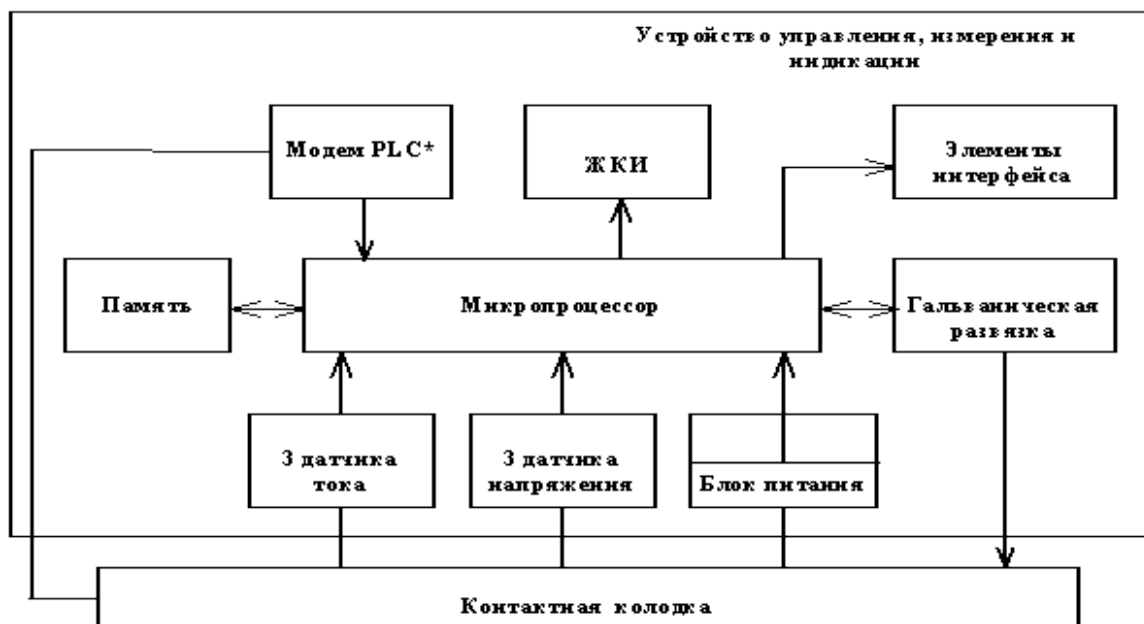 Устройство управления, измерения и
индикации
Модем PLC*
ЖКИ
Элементы
интерфейса
Память
Микропроцессор
Гальваническая
развязка
3 датчика
тока
3 датчика
напряжения
Блок питания
Контактная колодка